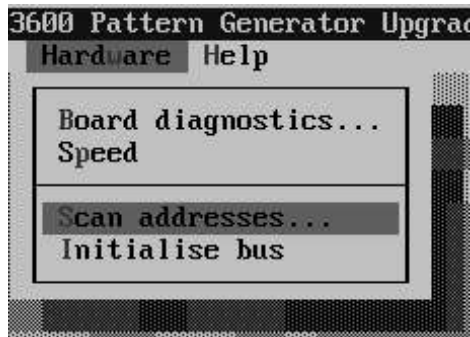 3600 Pattern Generator Upgrad
Hardware Help
Board diagnostics...
Speed
Scan addresses...
Initialise bus